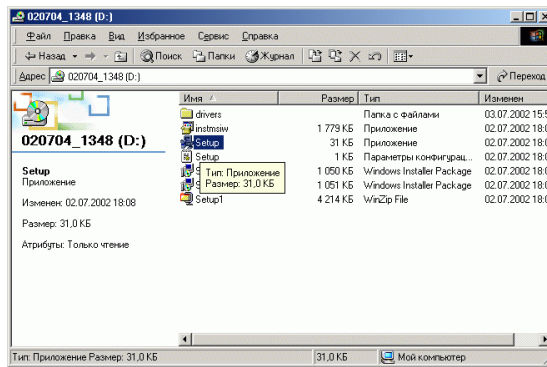 020704_1348 (D:)
Файл Правка Вид Избранное Сервис Справка
Назад Поиск Папки Журнал
Адрес 020704_1348 (D:) Переход
Имя Размер Тип Изменен
drivers Папка с файлами 03.07.2002 15:5
instmsiw 1 779 КБ Приложение 02.07.2002 18:0
Setup 31 КБ Приложение 02.07.2002 18:0
Setup 1 КБ Параметры конфигурац... 02.07.2002 18:0
S 1 050 КБ Windows Installer Package 02.07.2002 18:0
S 1 051 КБ Windows Installer Package 02.07.2002 18:0
Setup1 4 214 КБ WinZip File 02.07.2002 18:0
Тип: Приложение
Размер: 31,0 КБ
020704_1348 (D:)
Setup
Приложение
Изменен: 02.07.2002 18:08
Размер: 31,0 КБ
Атрибуты: Только чтение
Тип: Приложение Размер: 31,0 КБ 31,0 КБ Мой компьютер